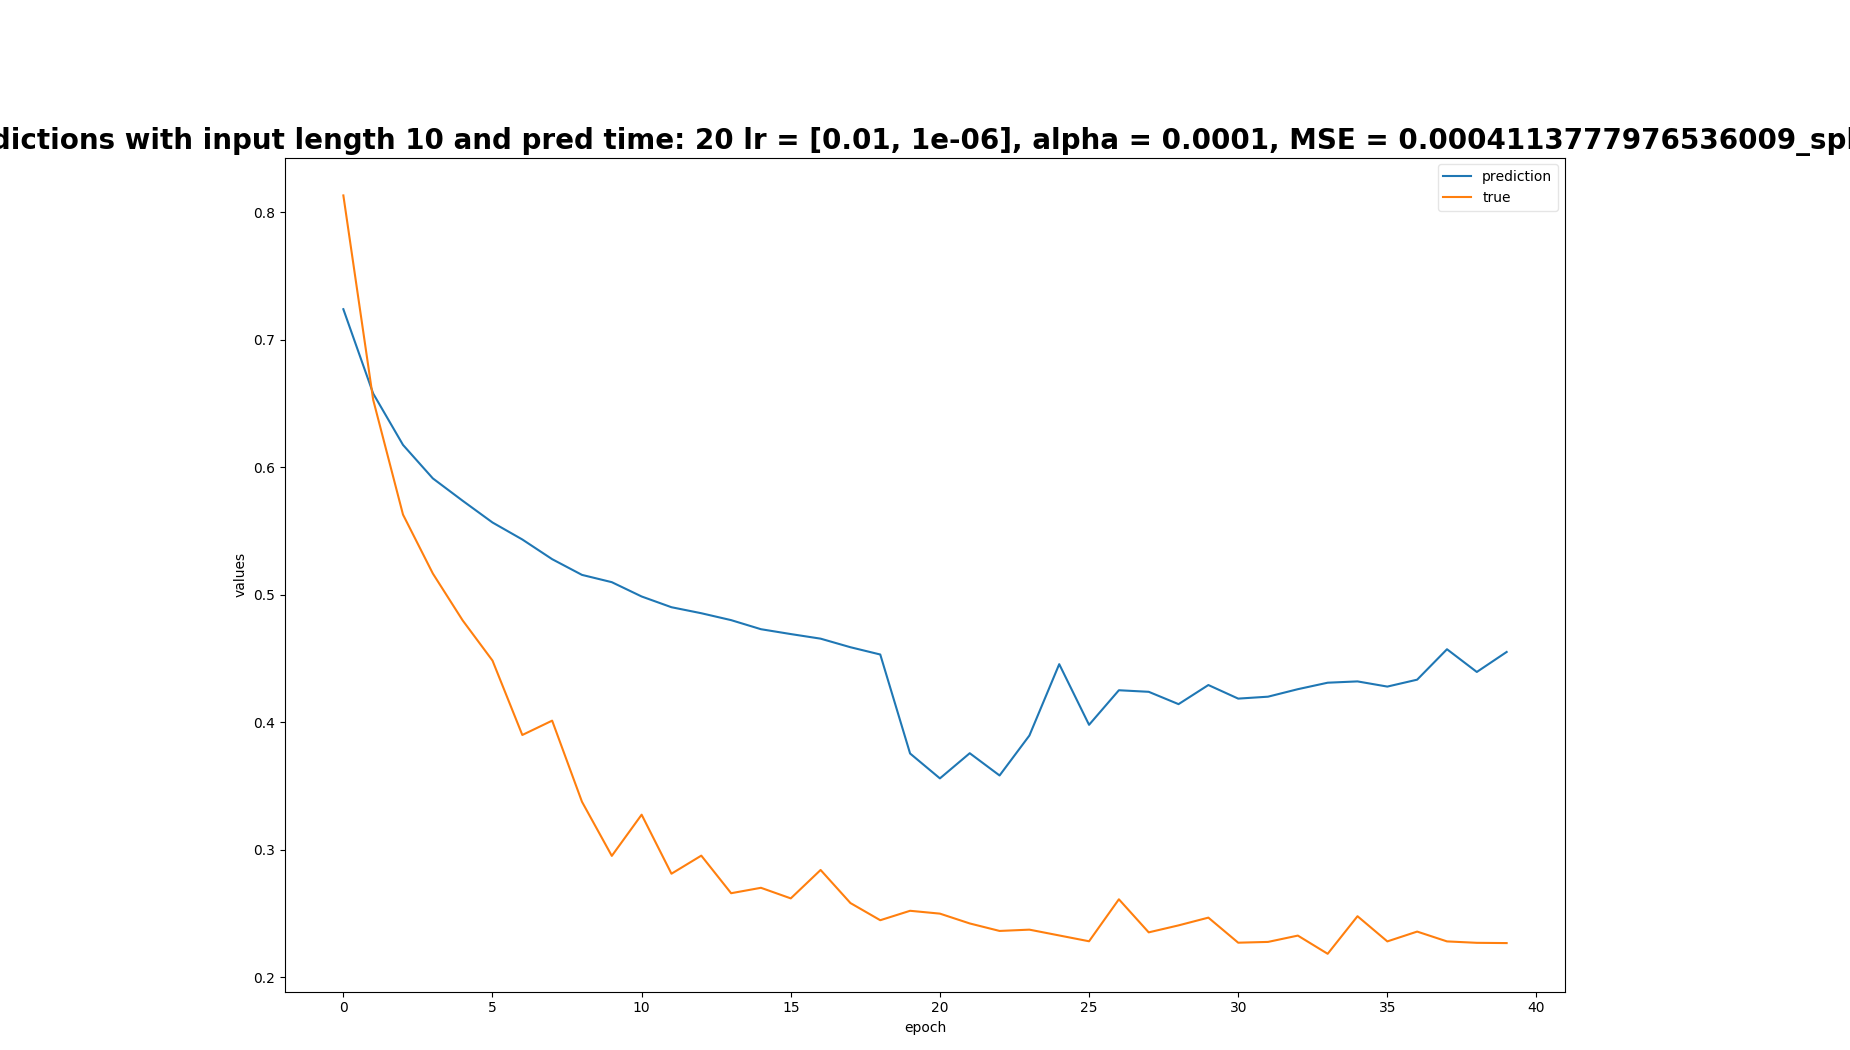 dictions with input length 10 and pred time: 20 lr = [0.01, 1e-06], alpha = 0.0001, MSE = 0.0004113777976536009_spl
prediction
true
0.8
0.7
0.6
0.5
0.4
0.3
0.2
values
0 5 10 15 20 25 30 35 40
epoch